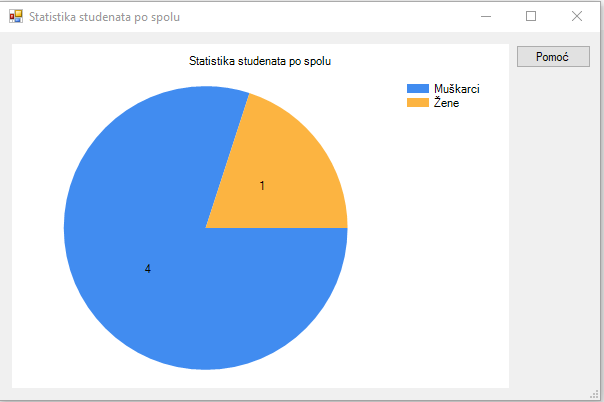 Statistika studenata po spolu
Pomoć
Statistika studenata po spolu
Muškarci
Žene
1
4